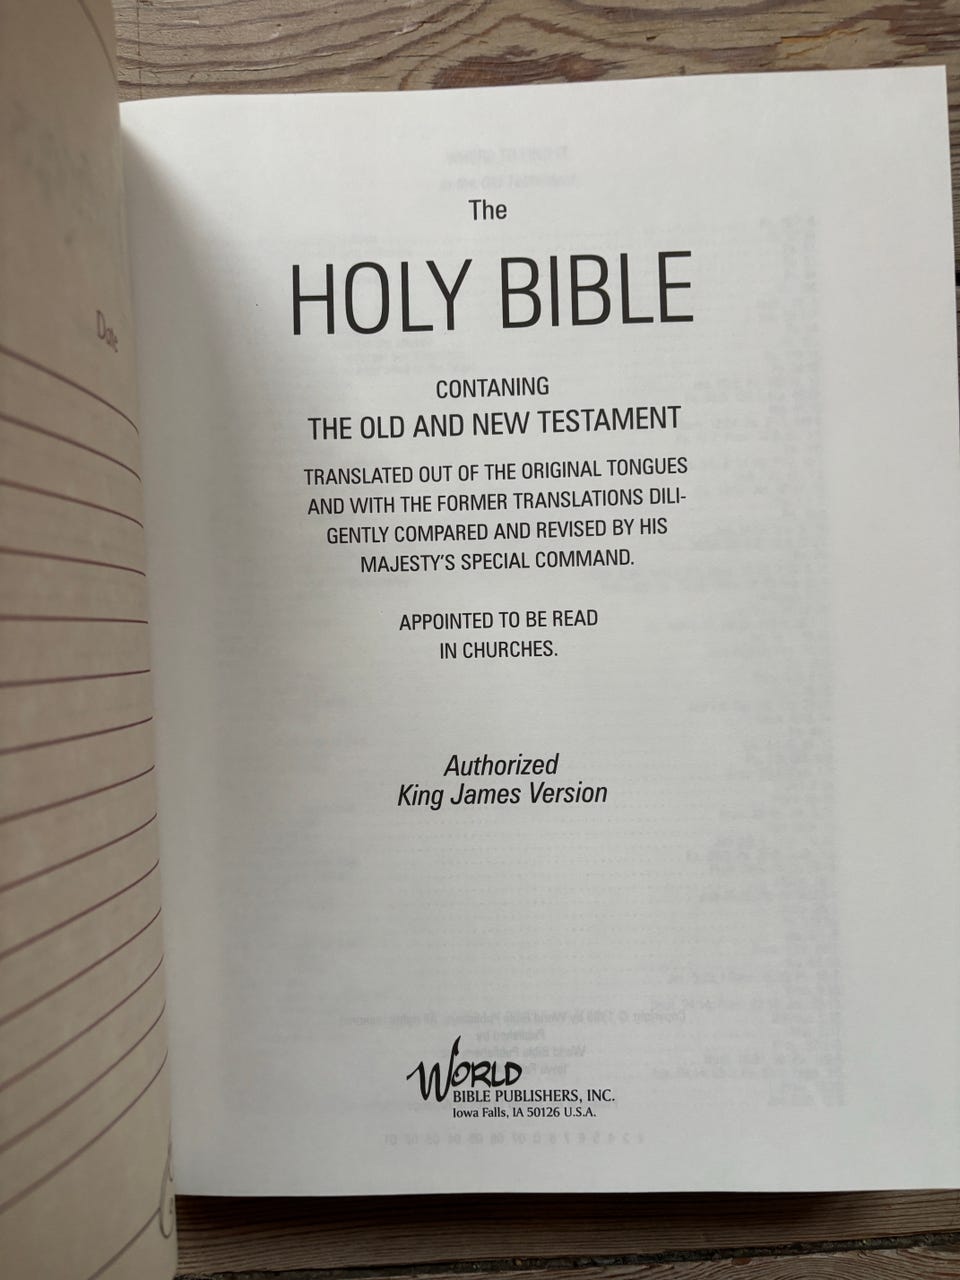 Date
The
HOLY BIBLE
CONTANING
THE OLD AND NEW TESTAMENT
TRANSLATED OUT OF THE ORIGINAL TONGUES
AND WITH THE FORMER TRANSLATIONS DILI-
GENTLY COMPARED AND REVISED BY HIS
MAJESTY'S SPECIAL COMMAND.
APPOINTED TO BE READ
IN CHURCHES.
Authorized
King James Version
WORLD
BIBLE PUBLISHERS, INC.
Iowa Falls, IA 50126 U.S.A.